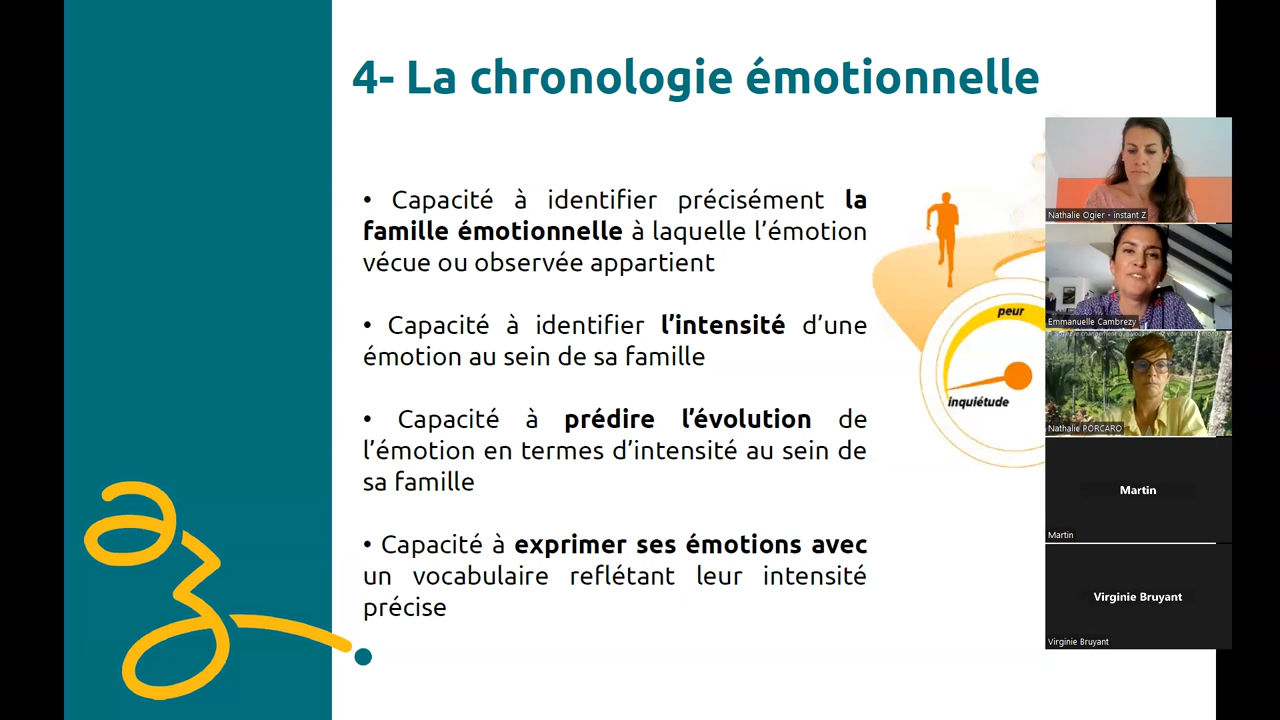 4- La chronologie émotionnelle
• Capacité à identifier précisément la
famille émotionnelle à laquelle l’émotion
vécue ou observée appartient
• Capacité à identifier l’intensité d’une
émotion au sein de sa famille
• Capacité à prédire l’évolution de
l’émotion en termes d’intensité au sein de
sa famille
• Capacité à exprimer ses émotions avec
un vocabulaire reflétant leur intensité
précise
peur
inquiétude
Nathalie Ogier - instant Z
Emmanuelle Cambrezy
Nathalie PORCARO
Martin
Martin
Virginie Bruyant
Virginie Bruyant